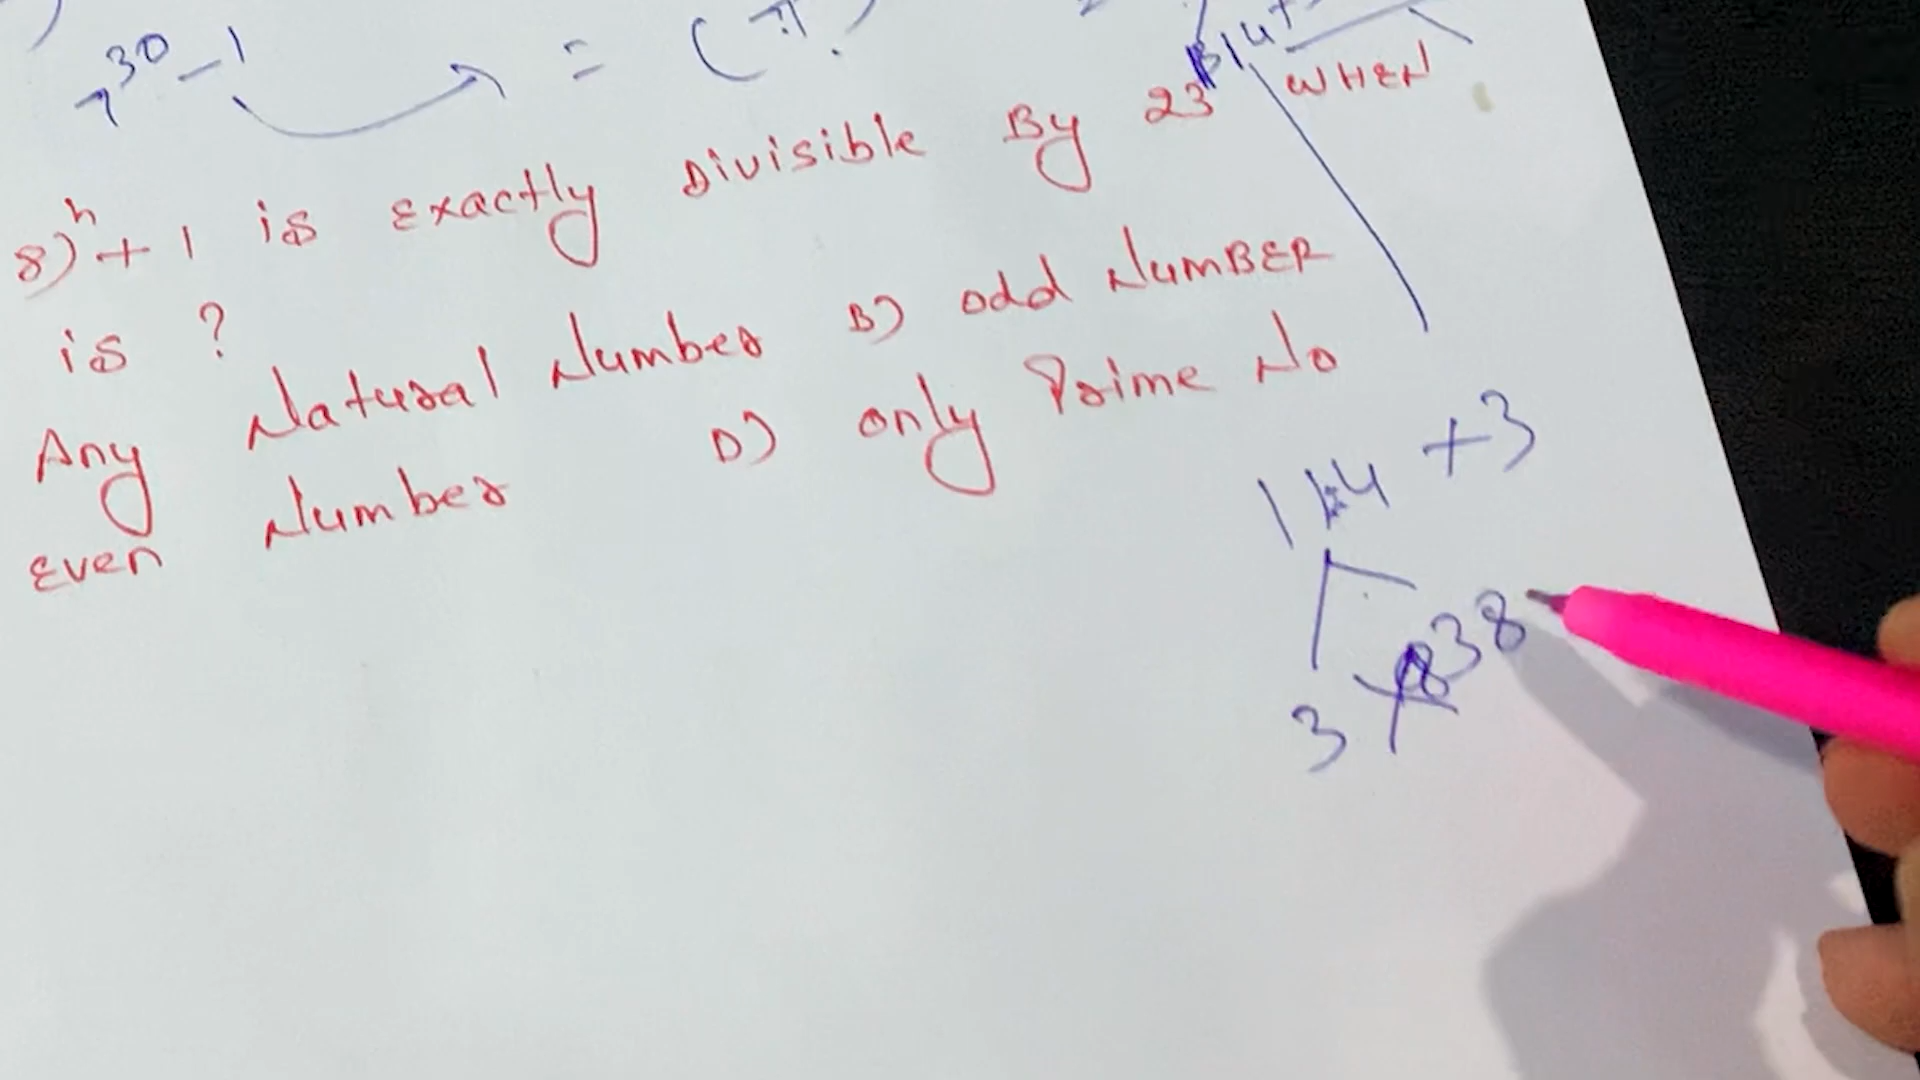 7^30 - 1 = (
8)^n + 1 is Exactly Divisible By 23 WHEN
is ?
Any Natural Number B) odd NumBER
Even Number D) only Prime No
114 + 3
3 38